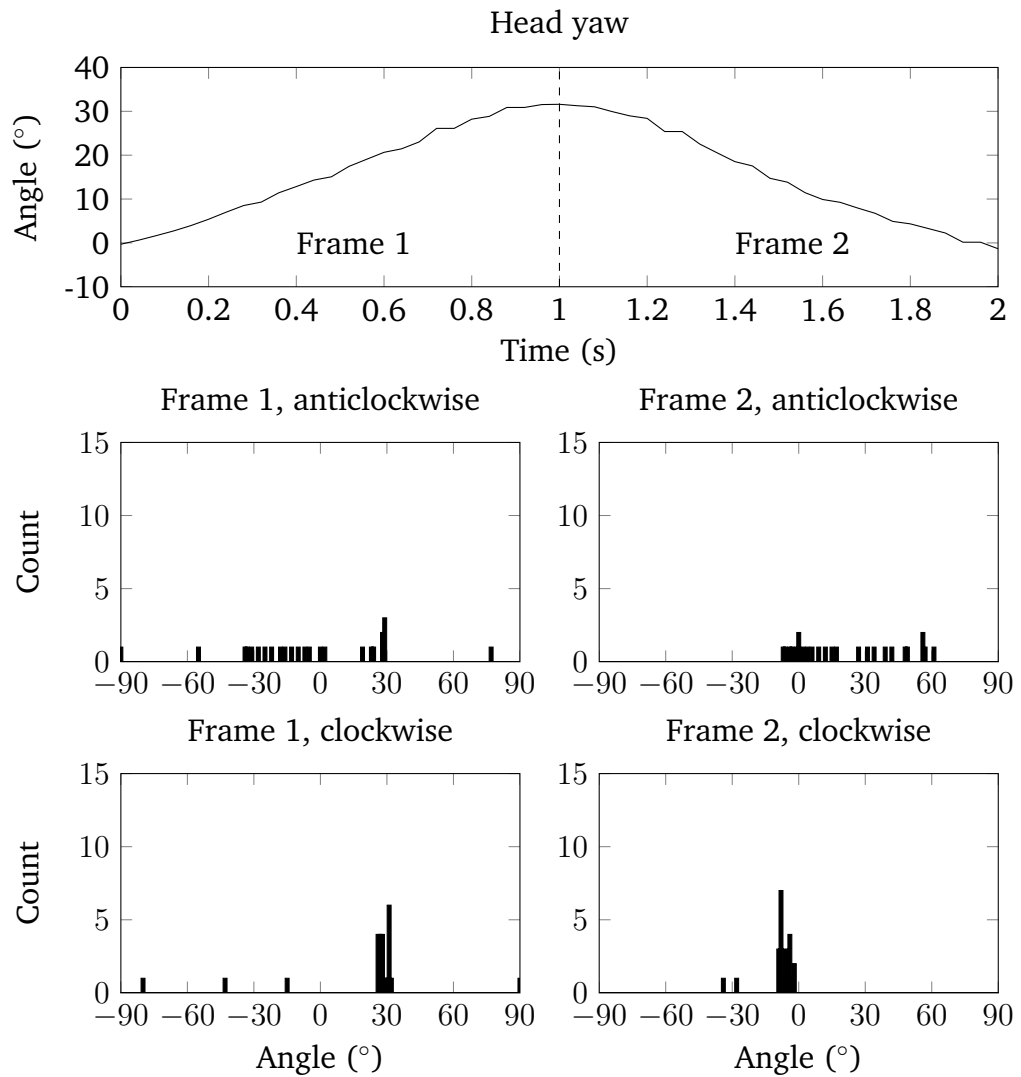 Head yaw
40
30
20
10
0
-10
Angle (°)
Frame 1
Frame 2
0 0.2 0.4 0.6 0.8 1 1.2 1.4 1.6 1.8 2
Time (s)
Frame 1, anticlockwise
15
10
5
0
Count
−90 −60 −30 0 30 60 90
Frame 2, anticlockwise
15
10
5
0
−90 −60 −30 0 30 60 90
Frame 1, clockwise
15
10
5
0
Count
−90 −60 −30 0 30 60 90
Angle (°)
Frame 2, clockwise
15
10
5
0
−90 −60 −30 0 30 60 90
Angle (°)